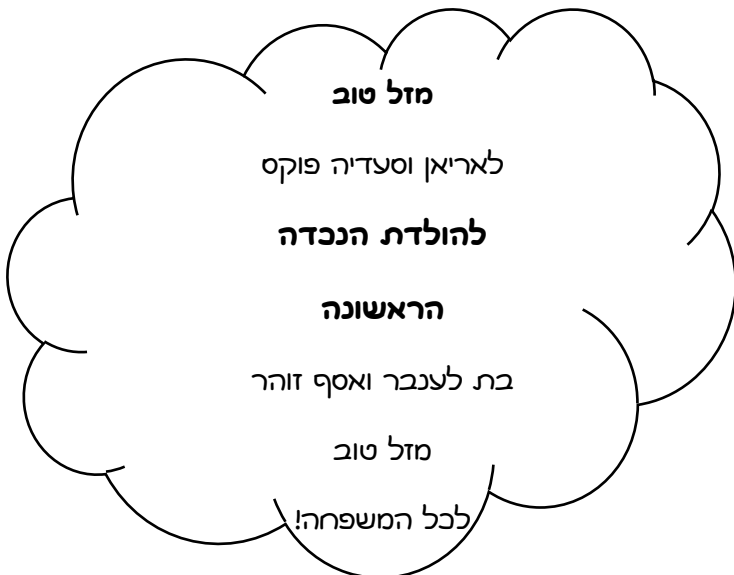 מזל טוב
לאריאן וסעדיה פוקס
להולדת הנכדה
הראשונה
בת לענבר ואסף זוהר
מזל טוב
לכל המשפחה!